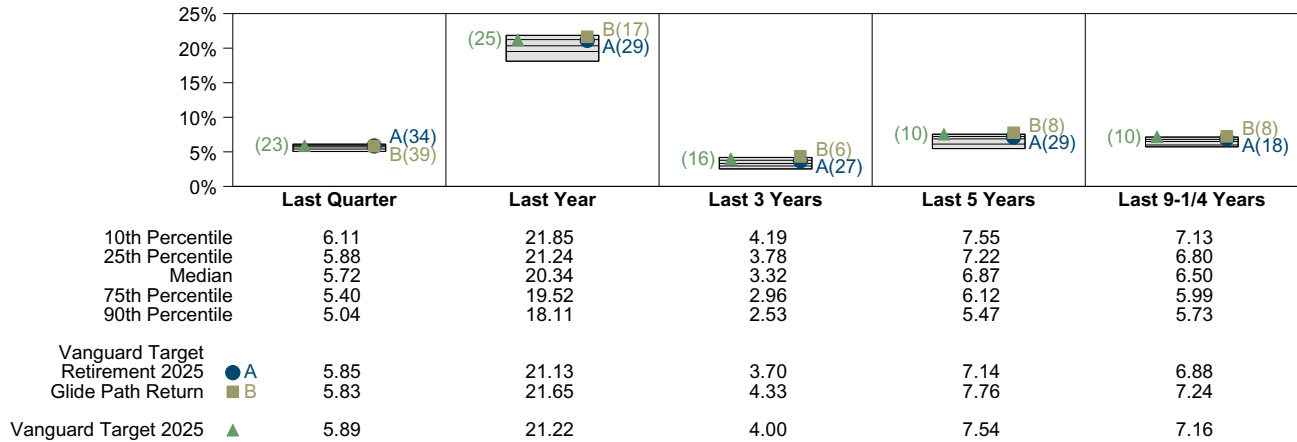 25%
20%
15%
10%
5%
0%
(23) A(34)
B(39)
(25) B(17)
A(29)
(16) B(6)
A(27)
(10) B(8)
A(29)
(10) B(8)
A(18)
Last Quarter Last Year Last 3 Years Last 5 Years Last 9-1/4 Years
10th Percentile 6.11 21.85 4.19 7.55 7.13
25th Percentile 5.88 21.24 3.78 7.22 6.80
Median 5.72 20.34 3.32 6.87 6.50
75th Percentile 5.40 19.52 2.96 6.12 5.99
90th Percentile 5.04 18.11 2.53 5.47 5.73
Vanguard Target
Retirement 2025 A 5.85 21.13 3.70 7.14 6.88
Glide Path Return B 5.83 21.65 4.33 7.76 7.24
Vanguard Target 2025 5.89 21.22 4.00 7.54 7.16